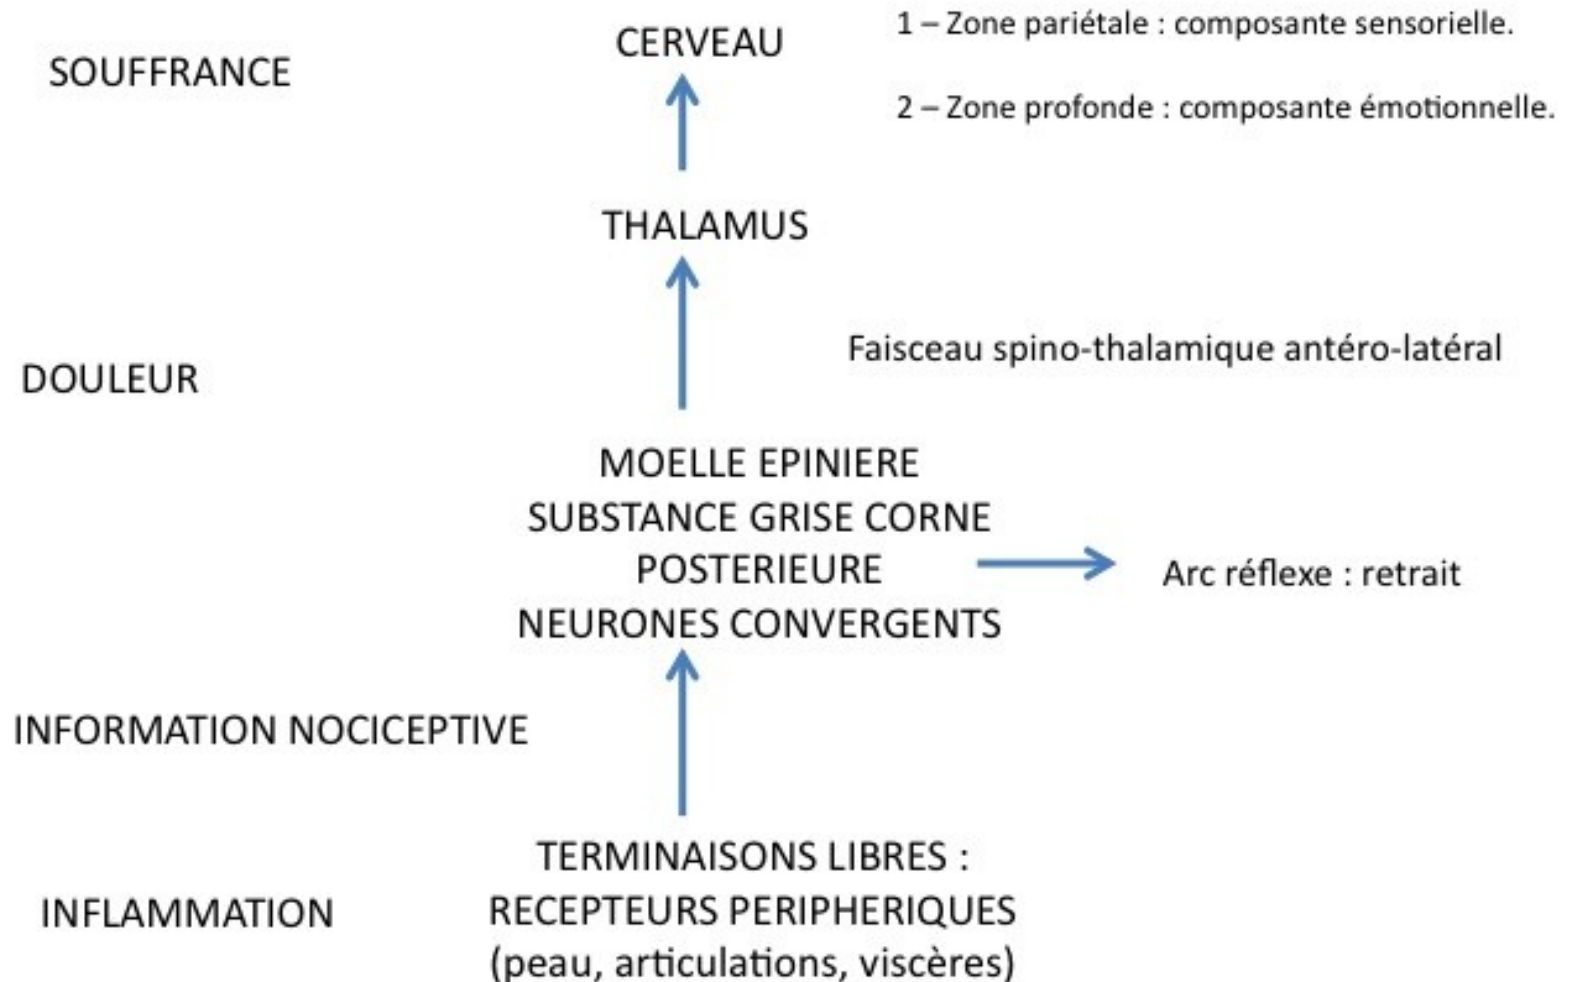 CERVEAU
1 – Zone pariétale : composante sensorielle.
SOUFFRANCE
2 – Zone profonde : composante émotionnelle.
THALAMUS
Faisceau spino-thalamique antéro-latéral
DOULEUR
MOELLE EPINIERE
SUBSTANCE GRISE CORNE
POSTERIEURE
Arc réflexe : retrait
NEURONES CONVERGENTS
INFORMATION NOCICEPTIVE
TERMINAISONS LIBRES :
INFLAMMATION
RECEPTEURS PERIPHERIQUES
(peau, articulations, viscères)